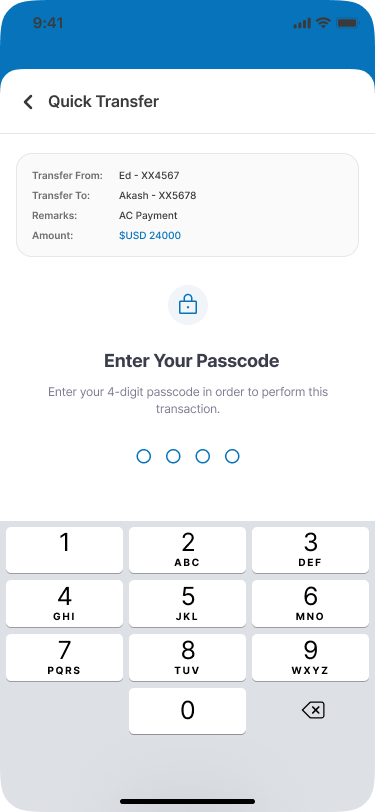 9:41
Quick Transfer
Transfer From: Ed - XX4567
Transfer To: Akash - XX5678
Remarks: AC Payment
Amount: $USD 24000
Enter Your Passcode
Enter your 4-digit passcode in order to perform this
transaction.
1 2 3
ABC DEF
4 5 6
GHI JKL MNO
7 8 9
PQRS TUV WXYZ
0